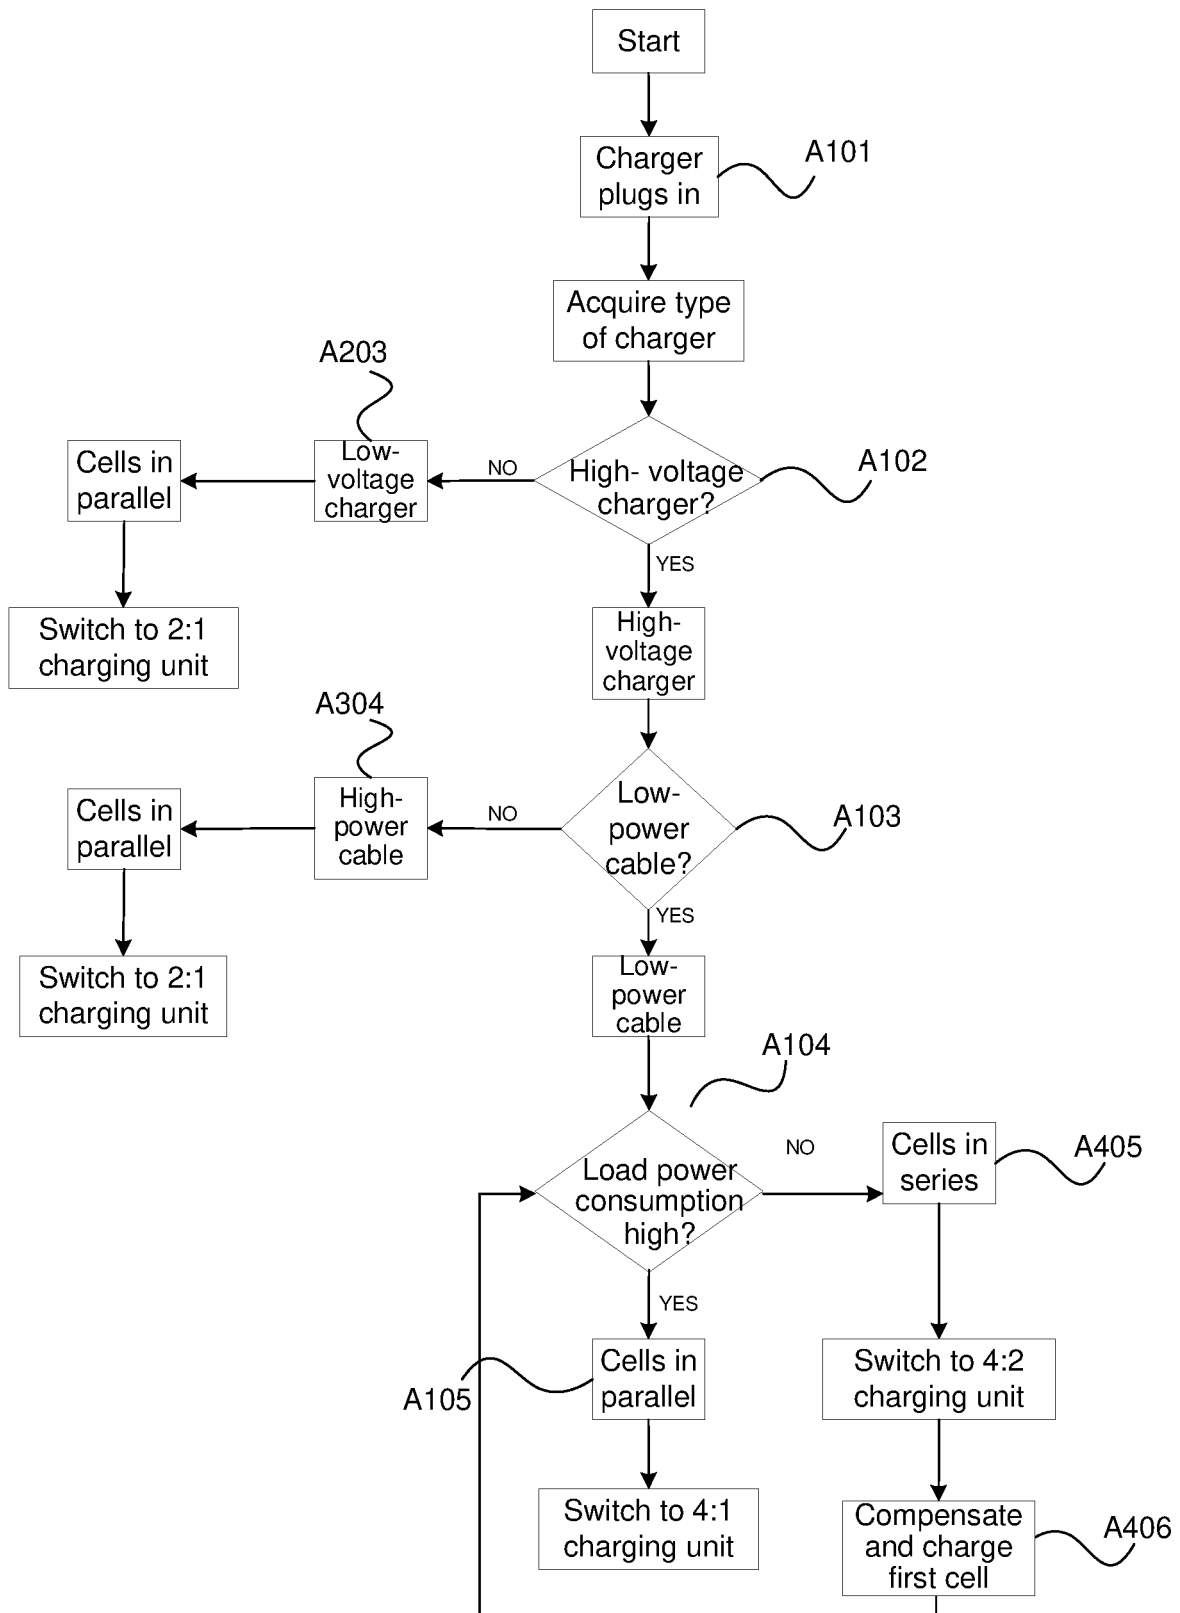 Start
Charger
plugs in
A101
Acquire type
of charger
A203
Cells in
parallel
Low-
voltage
charger
NO
High- voltage
charger?
A102
YES
Switch to 2:1
charging unit
High-
voltage
charger
A304
Cells in
parallel
High-
power
cable
NO
Low-
power
cable?
A103
YES
Switch to 2:1
charging unit
Low-
power
cable
A104
Load power
consumption
high?
NO
Cells in
series
A405
YES
A105
Cells in
parallel
Switch to 4:2
charging unit
Switch to 4:1
charging unit
Compensate
and charge
first cell
A406